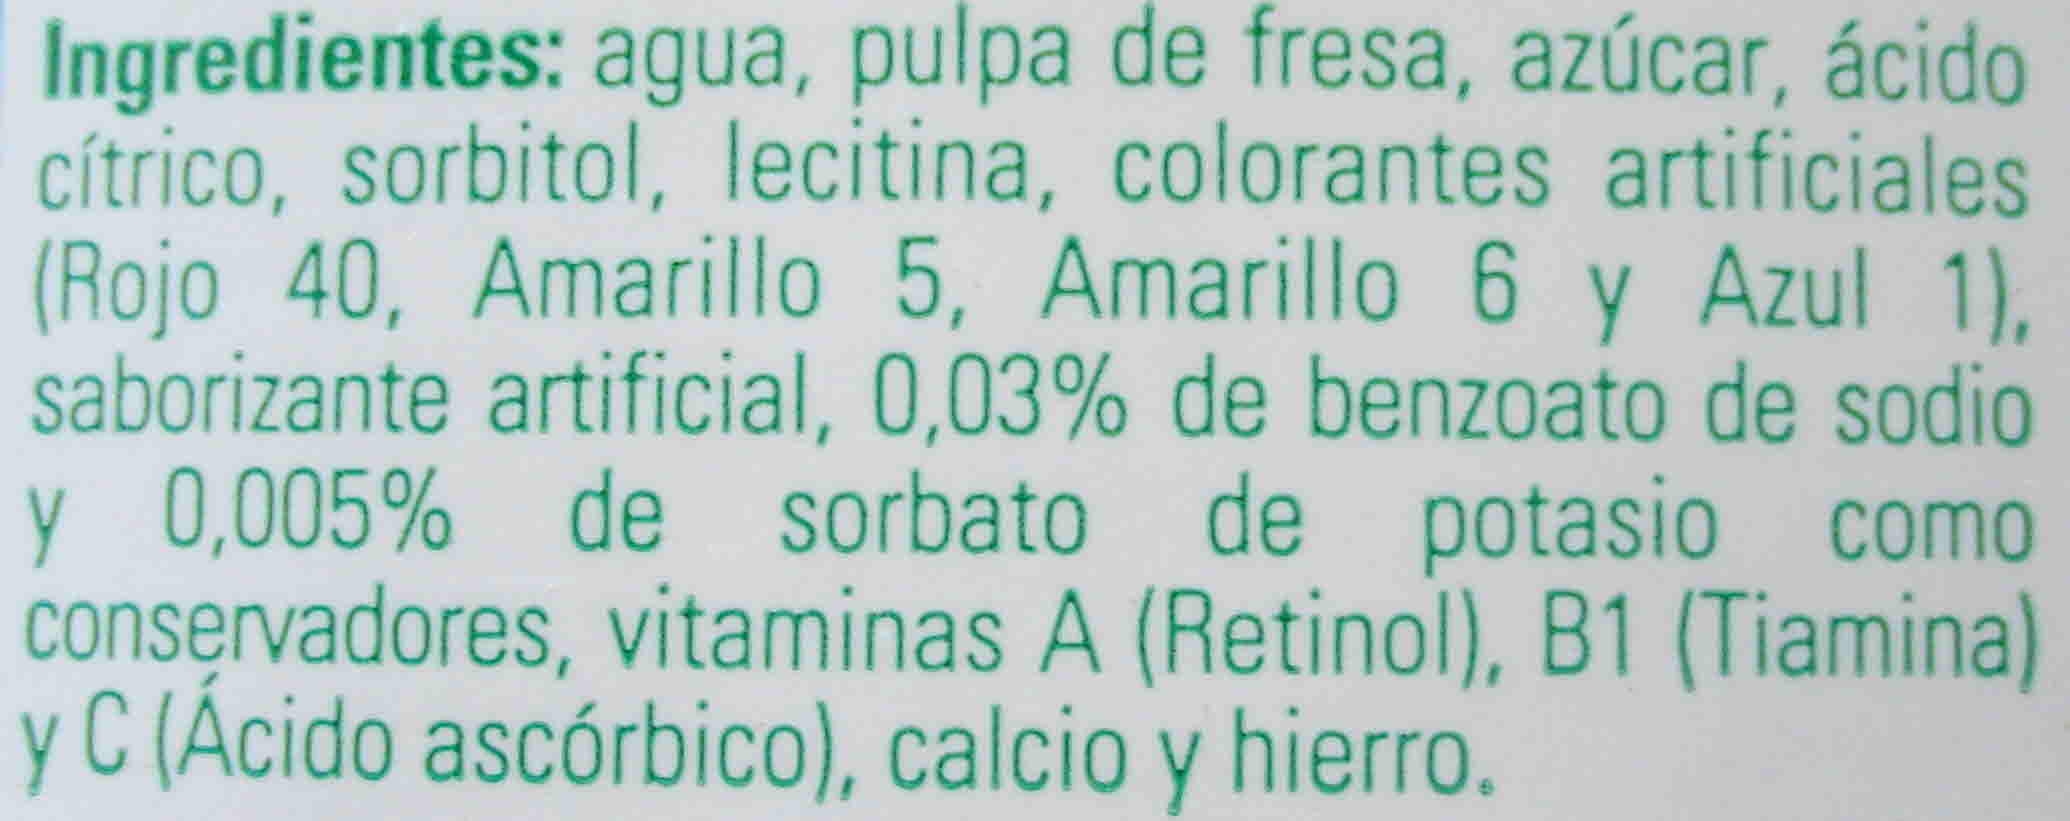 Ingredientes: agua, pulpa de fresa, azúcar, ácido
cítrico, sorbitol, lecitina, colorantes artificiales
(Rojo 40, Amarillo 5, Amarillo 6 y Azul 1),
saborizante artificial, 0,03% de benzoato de sodio
y 0,005% de sorbato de potasio como
conservadores, vitaminas A (Retinol), B1 (Tiamina)
y C (Ácido ascórbico), calcio y hierro.